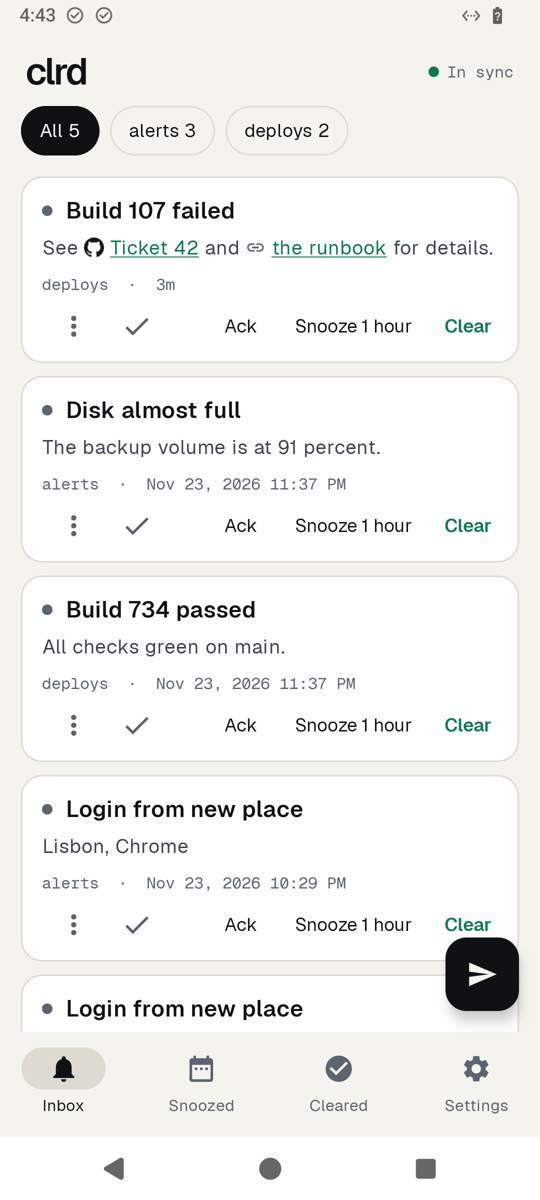 4:43
clrd
In sync
All 5
alerts 3
deploys 2
Build 107 failed
See Ticket 42 and the runbook for details.
deploys · 3m
Ack Snooze 1 hour Clear
Disk almost full
The backup volume is at 91 percent.
alerts · Nov 23, 2026 11:37 PM
Ack Snooze 1 hour Clear
Build 734 passed
All checks green on main.
deploys · Nov 23, 2026 11:37 PM
Ack Snooze 1 hour Clear
Login from new place
Lisbon, Chrome
alerts · Nov 23, 2026 10:29 PM
Ack Snooze 1 hour Clear
Login from new place
Inbox Snoozed Cleared Settings